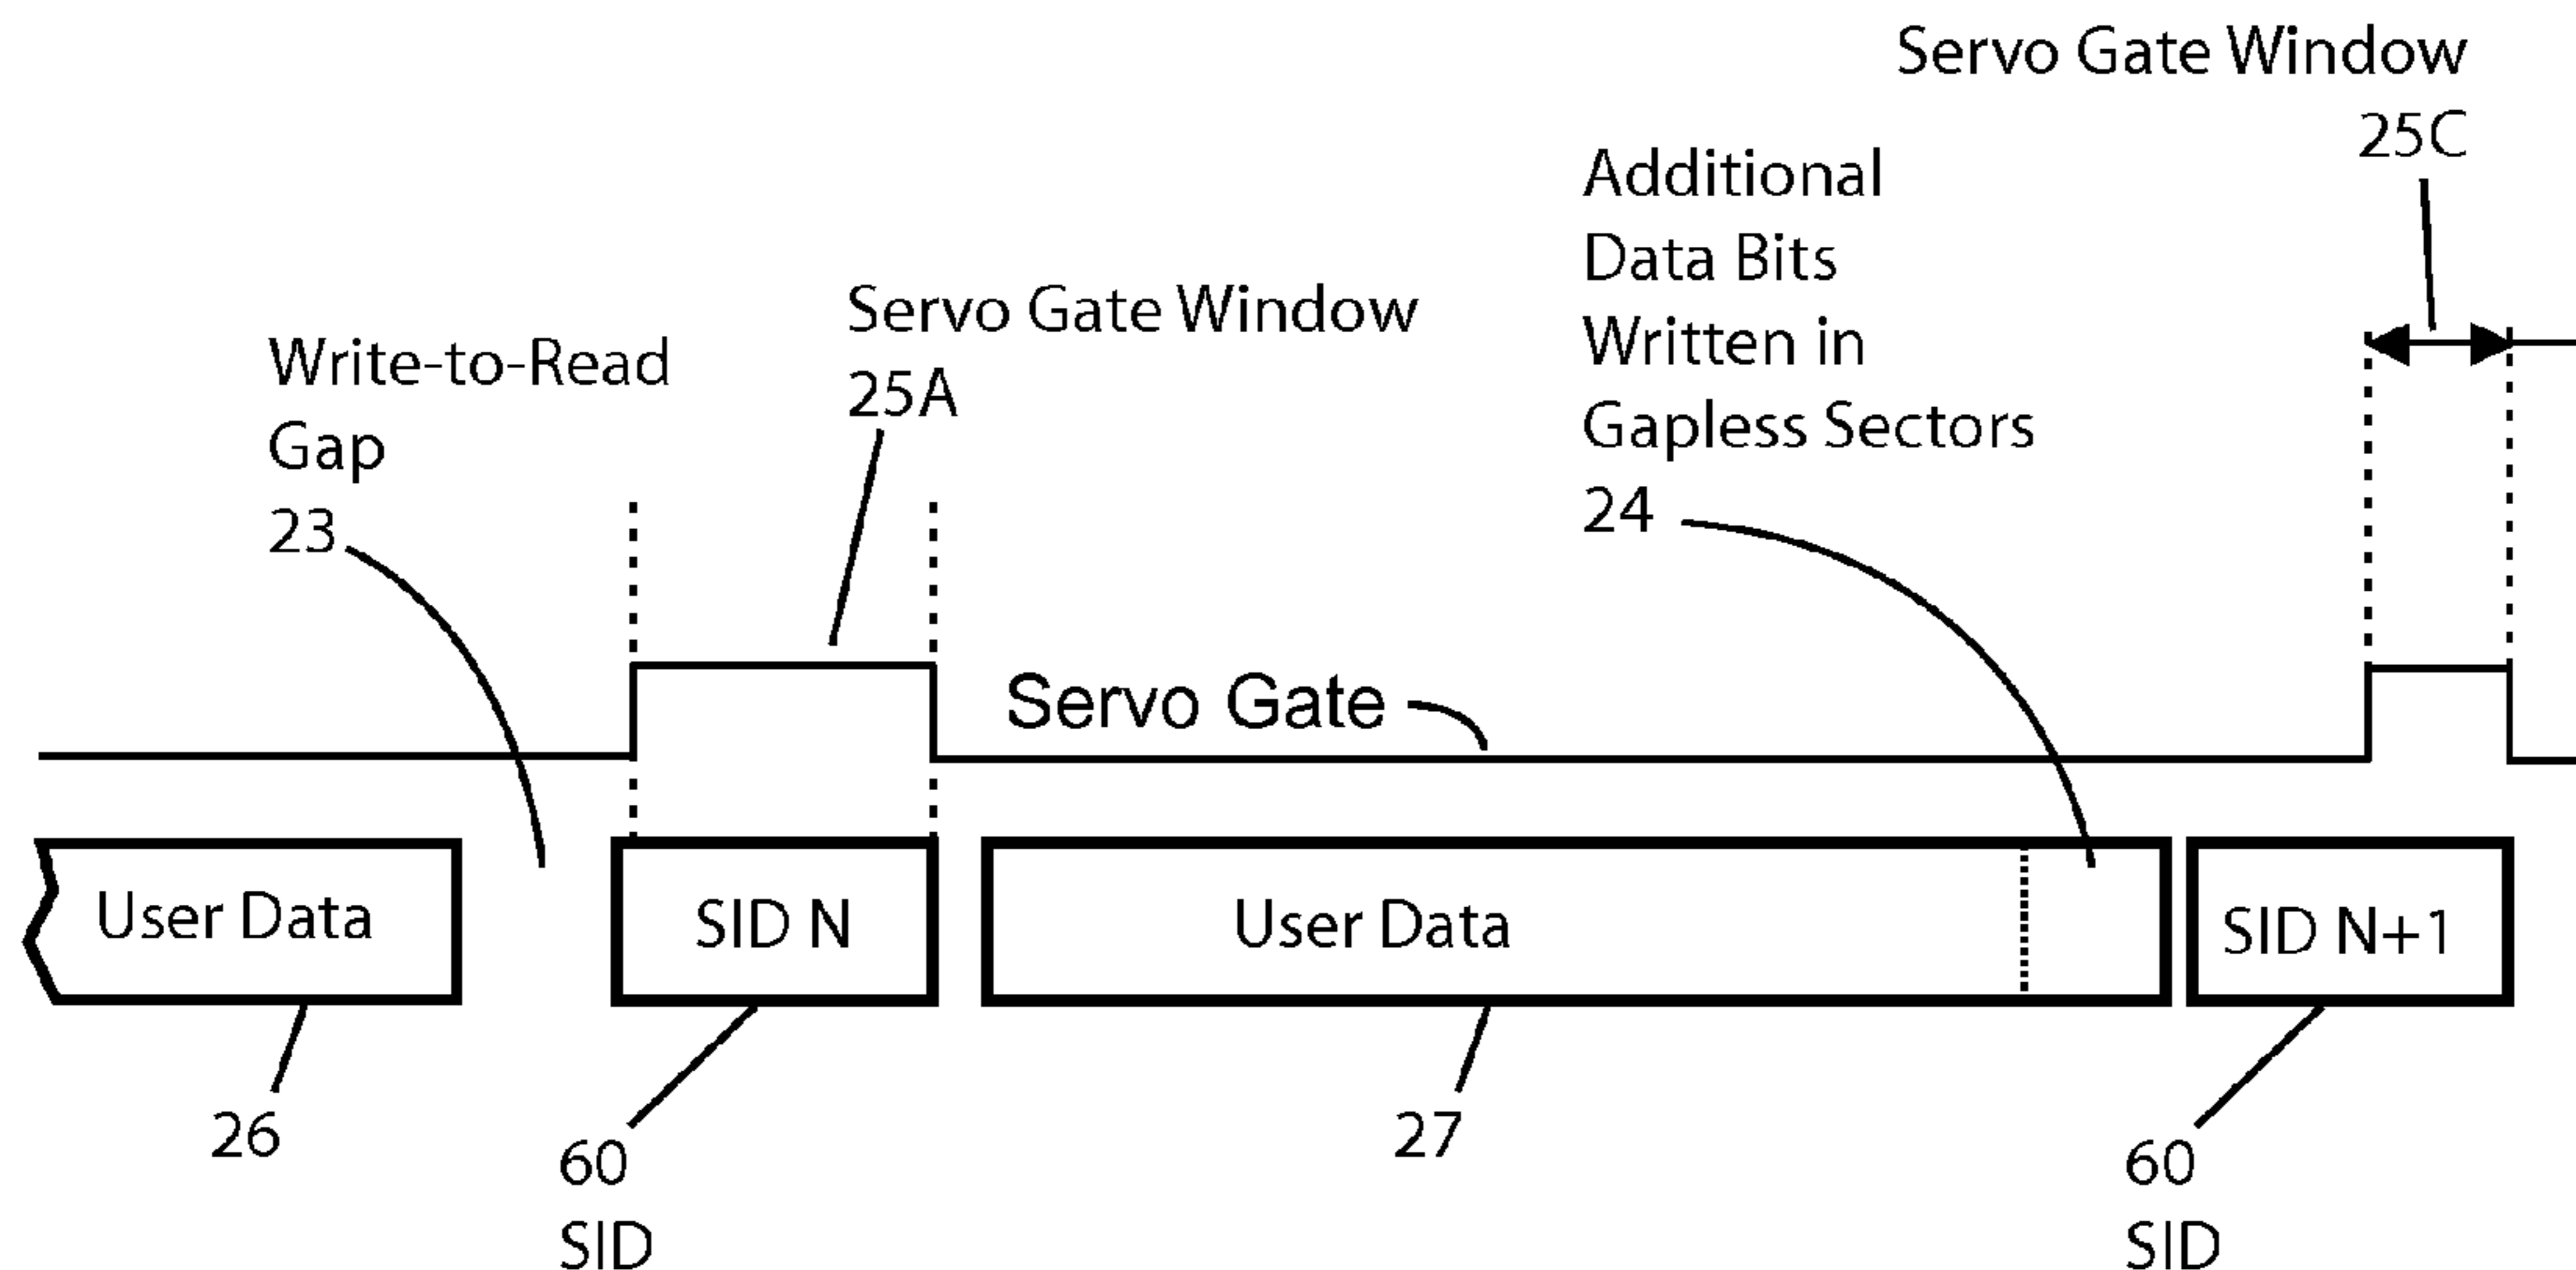 Servo Gate Window
25C
Additional
Data Bits
Written in
Gapless Sectors
24
Servo Gate Window
25A
Write-to-Read
Gap
23
Servo Gate
User Data
SID N
User Data
SID N+1
26
60
SID
27
60
SID